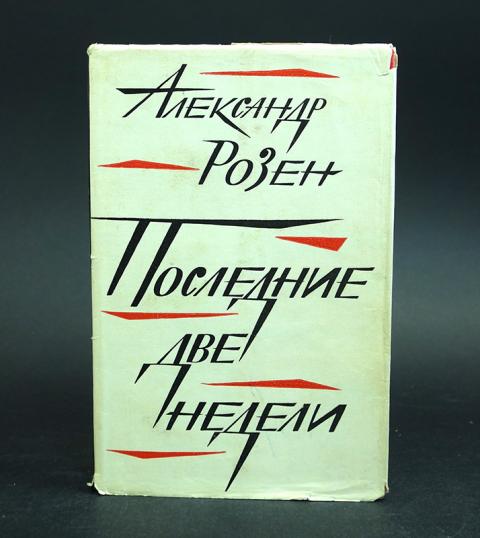 Александр
Розен
Последние
две
недели